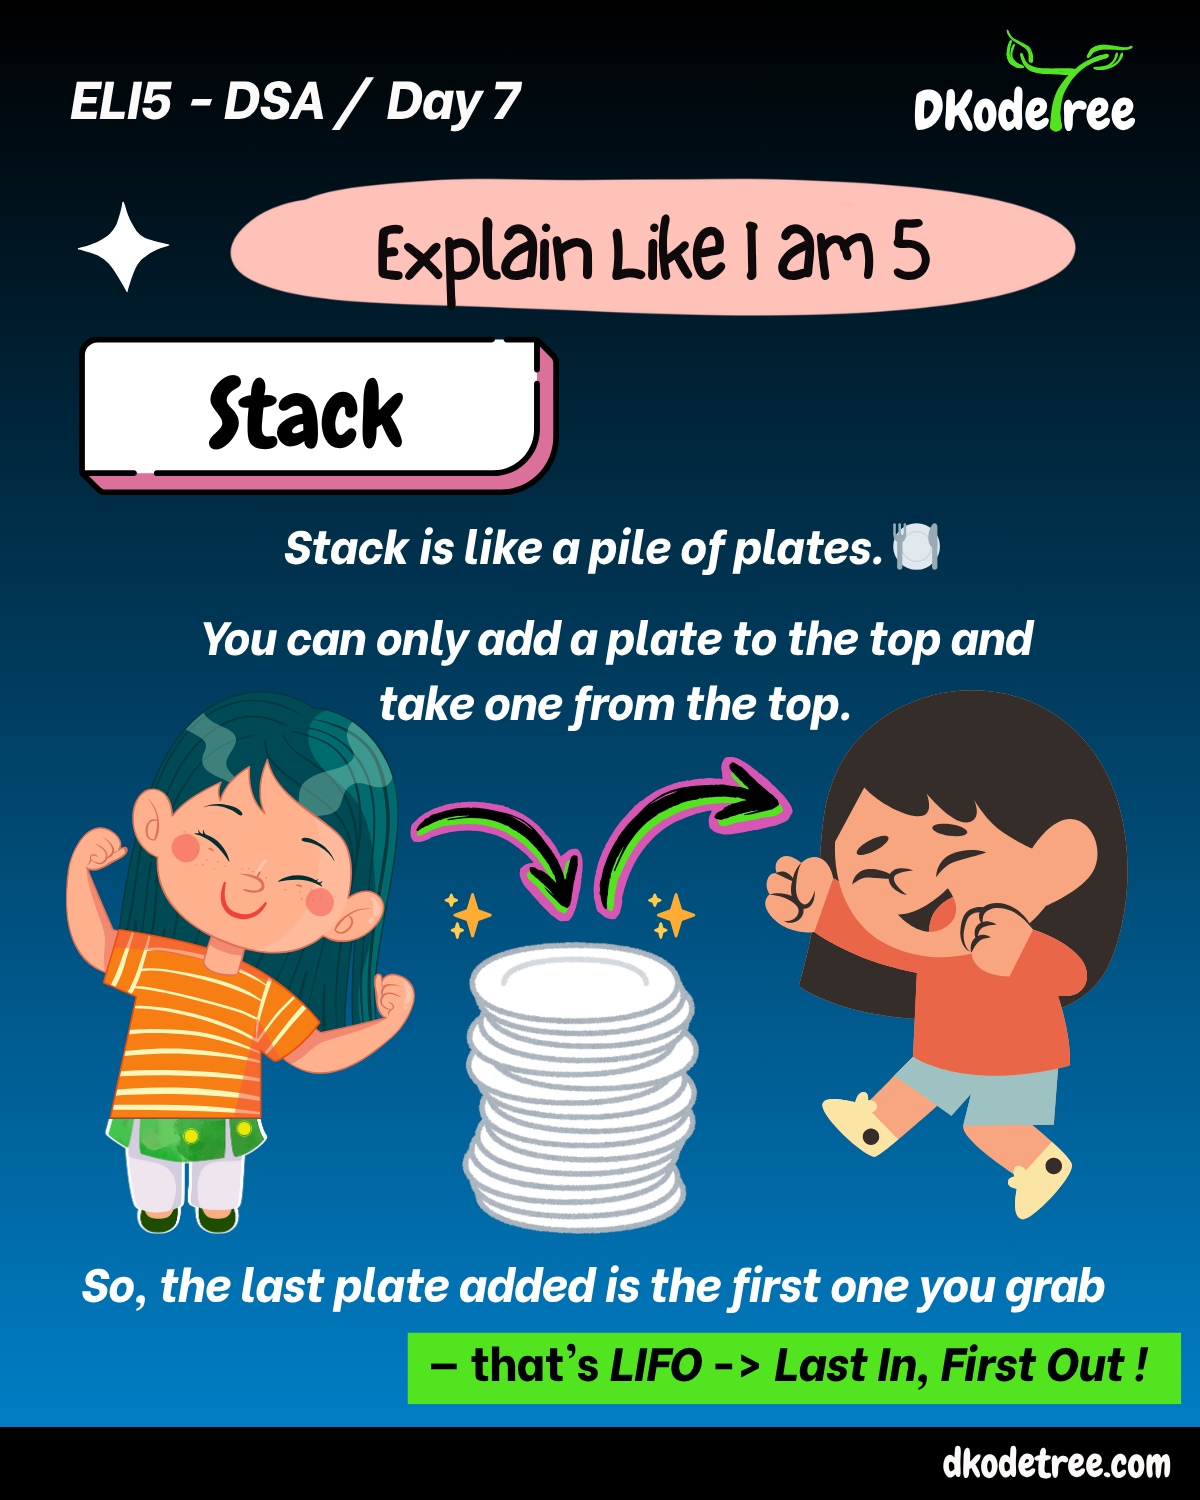 ELI5 - DSA / Day 7
DKodeTree
Explain Like I am 5
Stack
Stack is like a pile of plates.
You can only add a plate to the top and
take one from the top.
So, the last plate added is the first one you grab
– that's LIFO -> Last In, First Out !
dkodetree.com